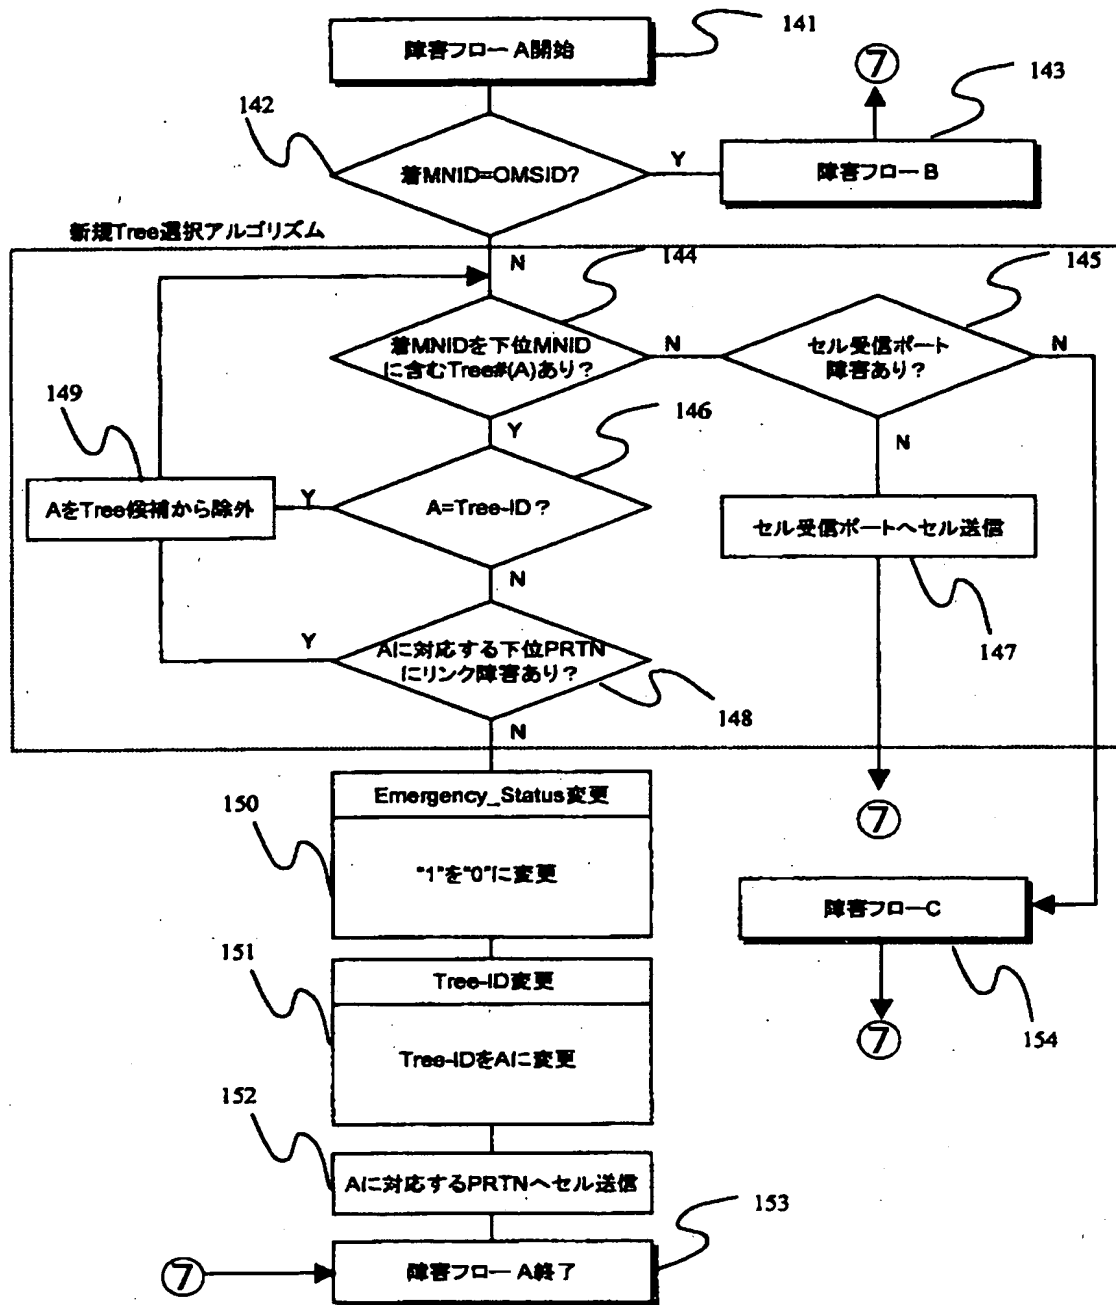 141
障害フロー A開始
⑦
142
143
着MNID=OMSID?
Y
障害フロー B
新規Tree選択アルゴリズム
N
144
145
着MNIDを下位MNID
に含むTree#(A)あり？
N
セル受信ポート
障害あり？
N
149
Y
146
N
AをTree候補から除外
Y
A=Tree-ID？
セル受信ポートへセル送信
N
147
Y
Aに対応する下位PRTN
にリンク障害あり？
148
N
150
Emergency_Status変更
"1"を"0"に変更
⑦
障害フローC
151
Tree-ID変更
Tree-IDをAに変更
⑦
154
152
Aに対応するPRTNへセル送信
153
⑦
障害フロー A終了